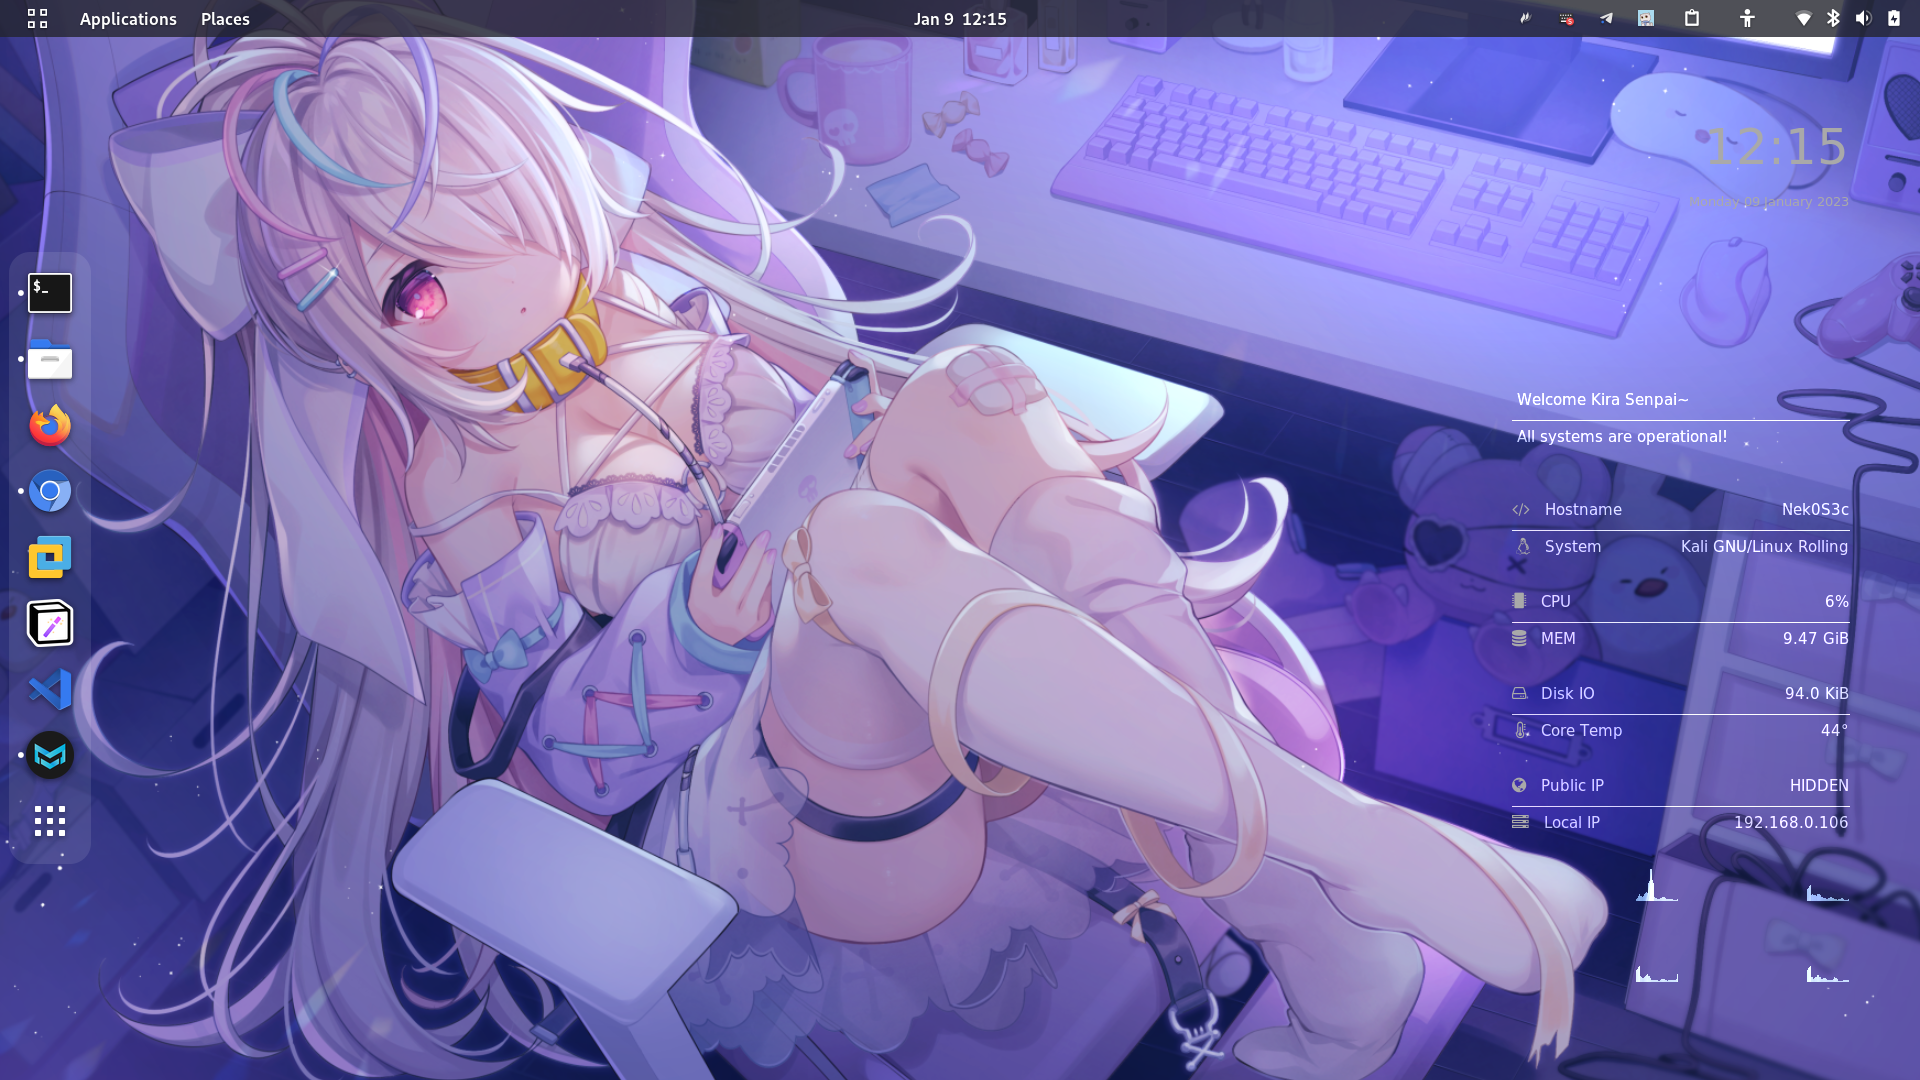 Applications Places Jan 9 12:15
12:15
Monday 09 January 2023
$_
Welcome Kira Senpai~
All systems are operational!
Hostname Nek0S3c
System Kali GNU/Linux Rolling
CPU 6%
MEM 9.47 GiB
Disk IO 94.0 KiB
Core Temp 44°
Public IP HIDDEN
Local IP 192.168.0.106